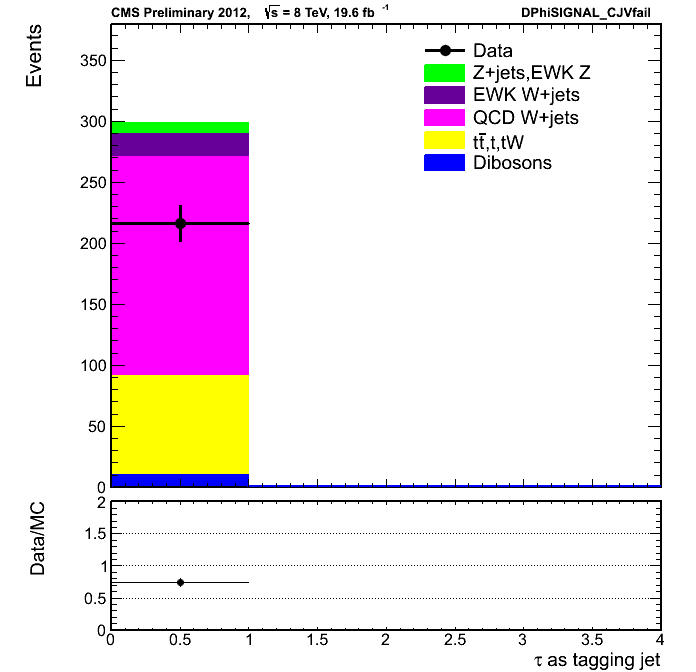 CMS Preliminary 2012, √s = 8 TeV, 19.6 fb⁻¹ DPhiSIGNAL_CJVfail
Events
350
300
250
200
150
100
50
0
Data
Z+jets,EWK Z
EWK W+jets
QCD W+jets
tt̅,t,tW
Dibosons
Data/MC
2
1.5
1
0.5
0
0 0.5 1 1.5 2 2.5 3 3.5 4
τ as tagging jet